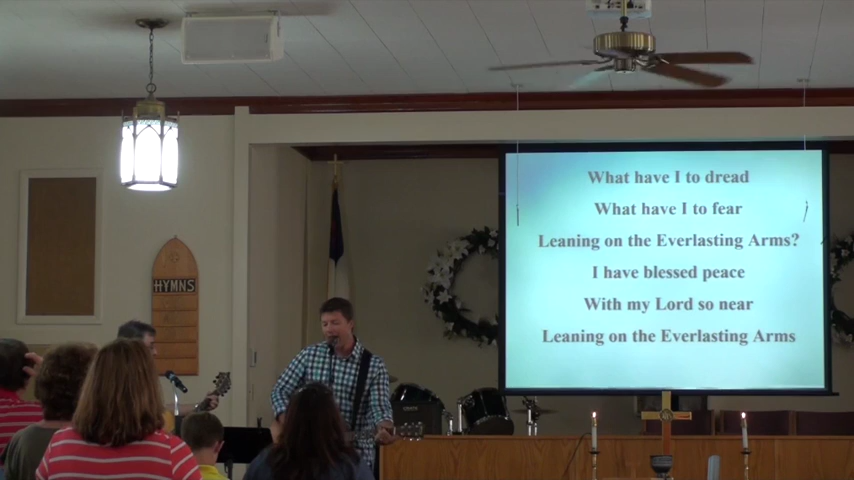 What have I to dread
What have I to fear
Leaning on the Everlasting Arms?
I have blessed peace
With my Lord so near
Leaning on the Everlasting Arms
HYMNS